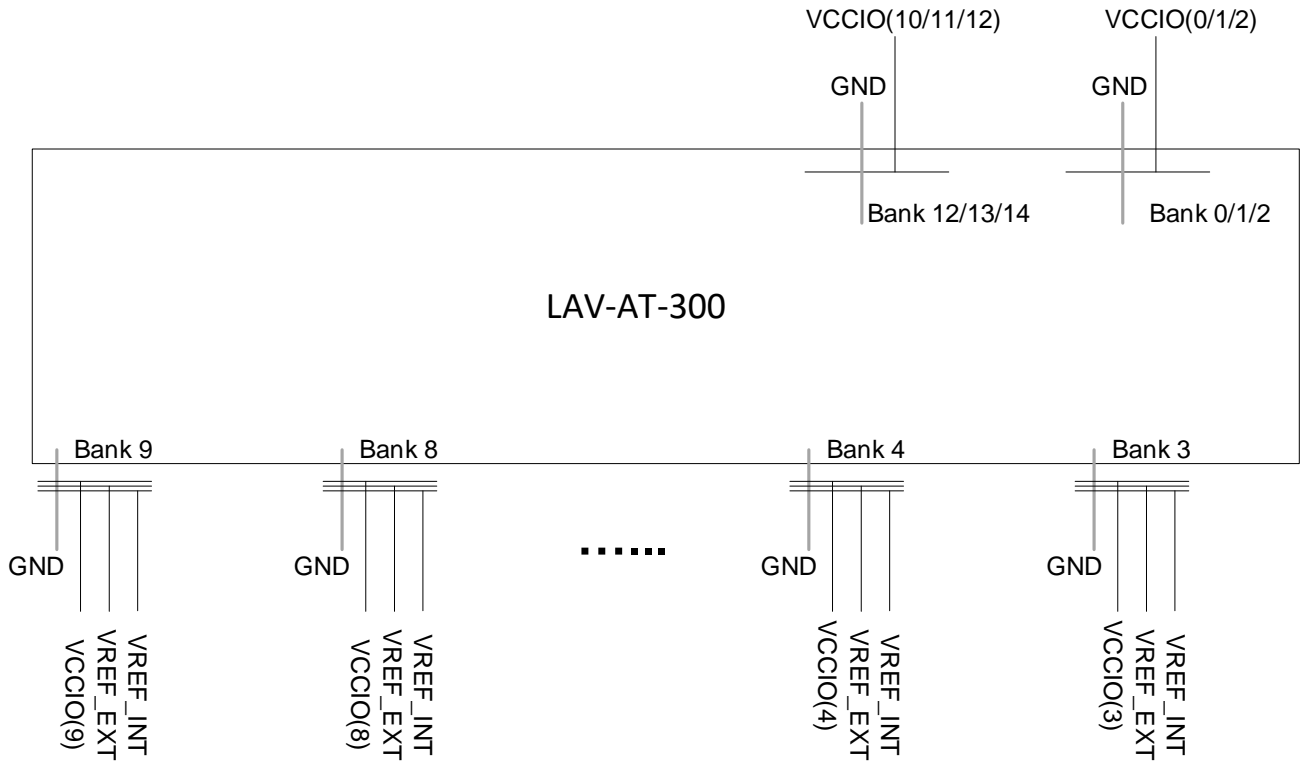 VCCIO(10/11/12)
VCCIO(0/1/2)
GND
GND
Bank 12/13/14
Bank 0/1/2
LAV-AT-300
Bank 9
Bank 8
Bank 4
Bank 3
GND
GND
......
GND
GND
VCCIO(9)
VREF_EXT
VREF_INT
VCCIO(8)
VREF_EXT
VREF_INT
VCCIO(4)
VREF_EXT
VREF_INT
VCCIO(3)
VREF_EXT
VREF_INT